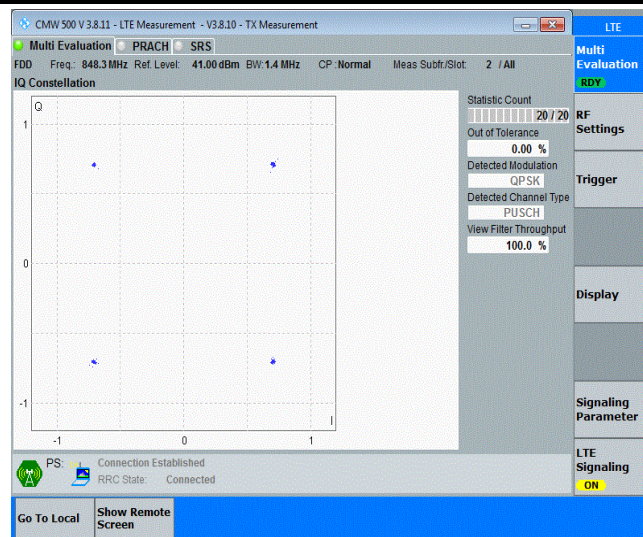 CMW 500 V 3.8.11 - LTE Measurement - V3.8.10 - TX Measurement
LTE
Multi Evaluation PRACH SRS
Multi
Evaluation
RDY
FDD Freq.: 848.3 MHz Ref. Level: 41.00 dBm BW: 1.4 MHz CP : Normal Meas Subfr./Slot: 2 / All
IQ Constellation
Q
1
0
-1
I
-1 0 1
Statistic Count
20 / 20
Out of Tolerance
0.00 %
Detected Modulation
QPSK
Detected Channel Type
PUSCH
View Filter Throughput
100.0 %
RF
Settings
Trigger
Display
Signaling
Parameter
LTE
Signaling
ON
PS: Connection Established
RRC State: Connected
Go To Local
Show Remote
Screen